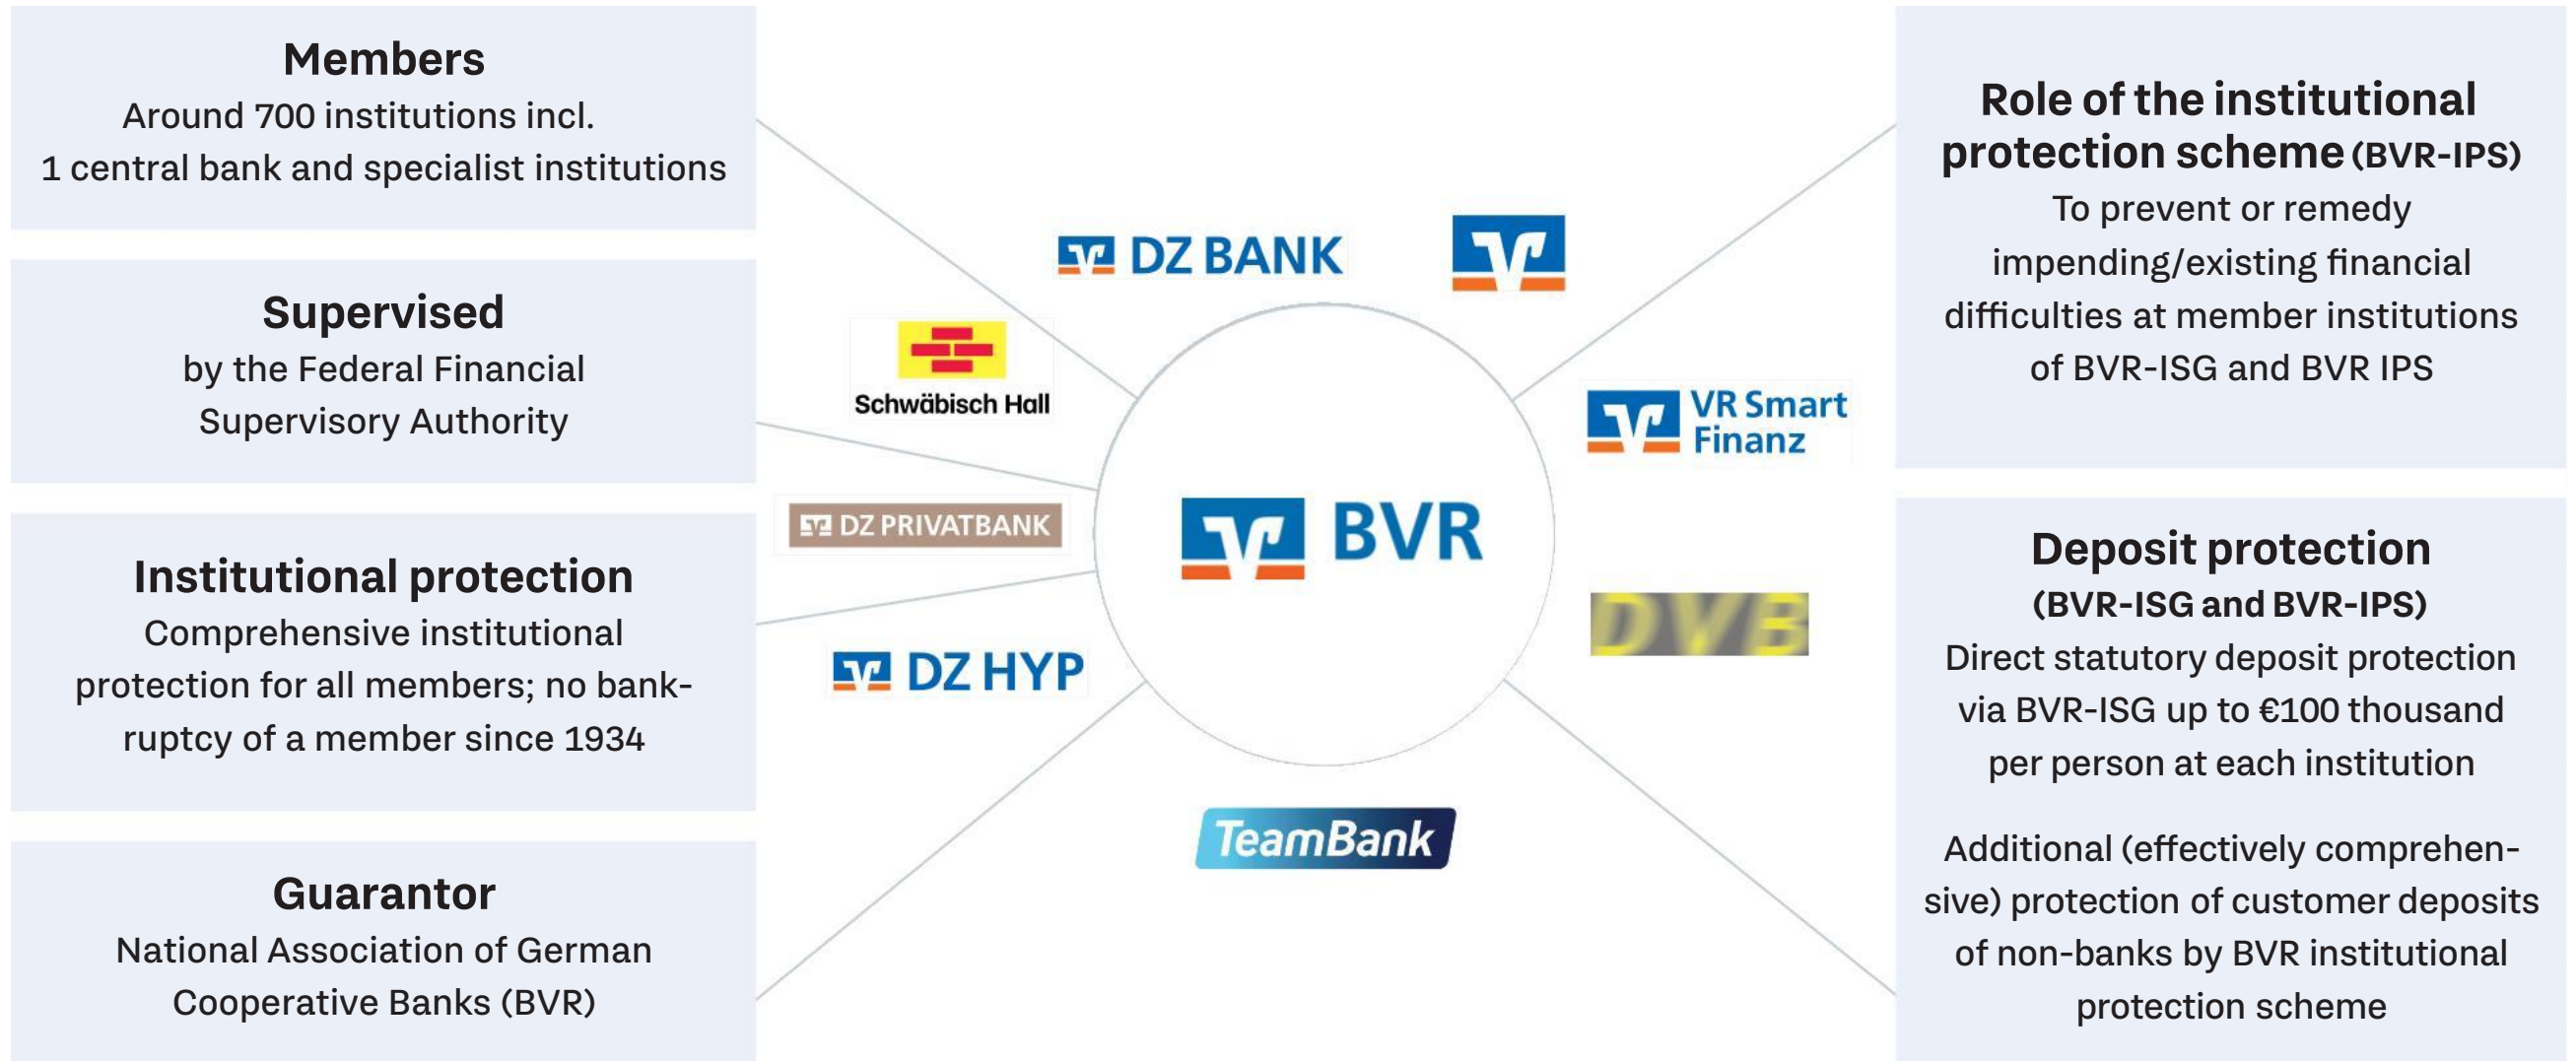 Members
Around 700 institutions incl.
1 central bank and specialist institutions
Supervised
by the Federal Financial
Supervisory Authority
Institutional protection
Comprehensive institutional
protection for all members; no bank-
ruptcy of a member since 1934
Guarantor
National Association of German
Cooperative Banks (BVR)
DZ BANK
Schwäbisch Hall
DZ PRIVATBANK
DZ HYP
BVR
VR Smart
Finanz
DVB
TeamBank
Role of the institutional
protection scheme (BVR-IPS)
To prevent or remedy
impending/existing financial
difficulties at member institutions
of BVR-ISG and BVR IPS
Deposit protection
(BVR-ISG and BVR-IPS)
Direct statutory deposit protection
via BVR-ISG up to €100 thousand
per person at each institution
Additional (effectively comprehen-
sive) protection of customer deposits
of non-banks by BVR institutional
protection scheme